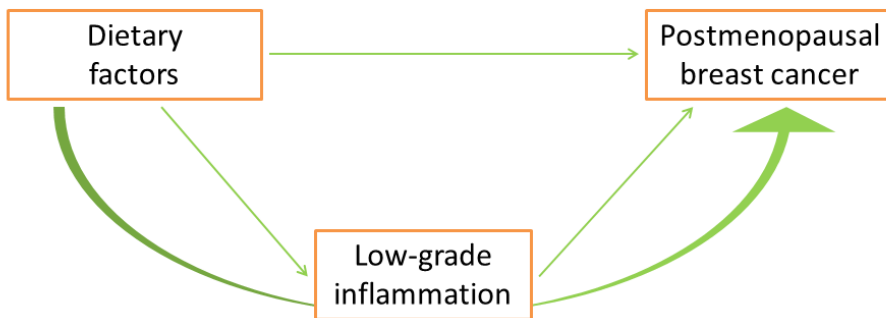 Dietary
factors
Postmenopausal
breast cancer
Low-grade
inflammation